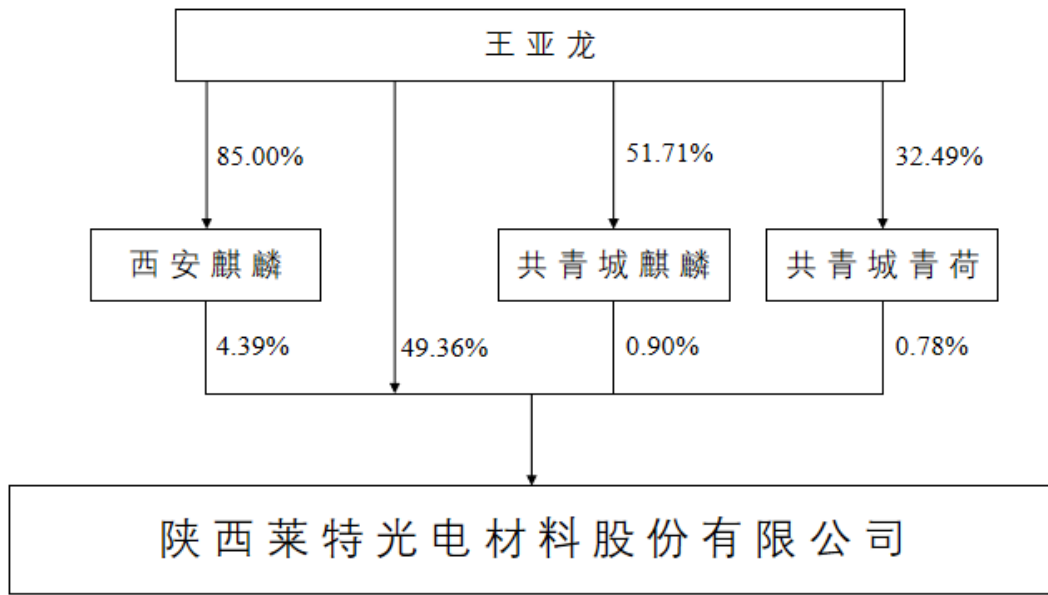 王亚龙
85.00%
51.71%
32.49%
西安麒麟
共青城麒麟
共青城青荷
4.39%
49.36%
0.90%
0.78%
陕西莱特光电材料股份有限公司